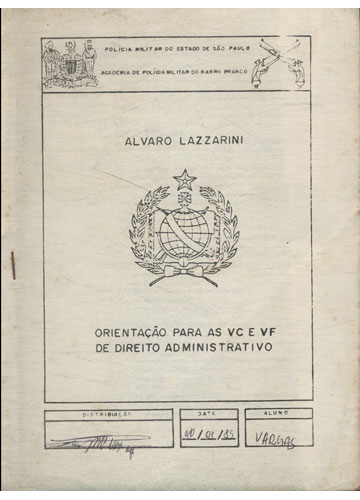 POLÍCIA MILITAR DO ESTADO DE SÃO PAULO
ACADEMIA DE POLÍCIA MILITAR DO BARRO BRANCO
ALVARO LAZZARINI
ORIENTAÇÃO PARA AS VC E VF
DE DIREITO ADMINISTRATIVO
DISTRIBUIÇÃO
DATA
ALUNO
VARGAS